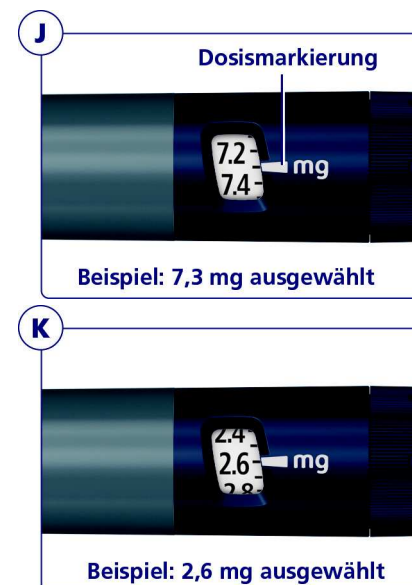 J
Dosismarkierung
7.2
7.4
mg
Beispiel: 7,3 mg ausgewählt
K
2.4
2.6
2.8
mg
Beispiel: 2,6 mg ausgewählt